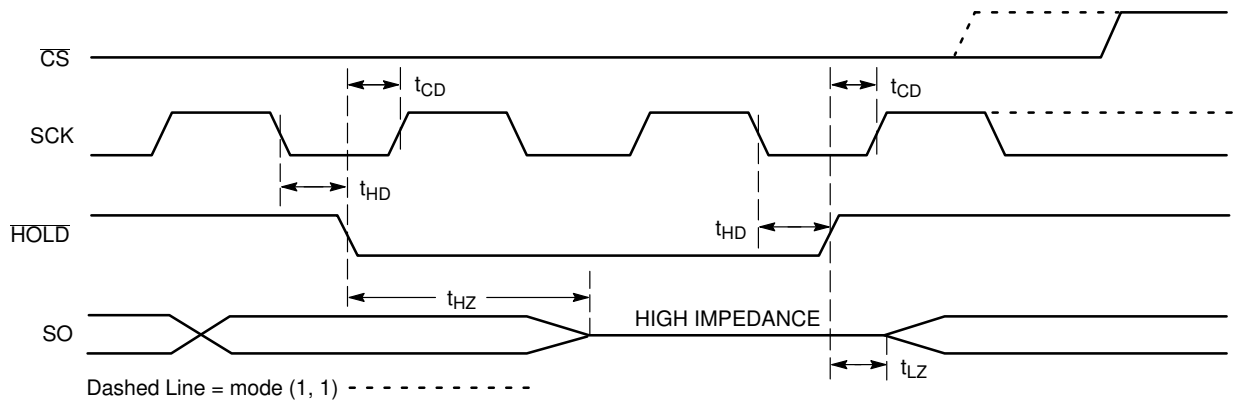 CS
tCD
tCD
SCK
tHD
HOLD
tHD
tHZ
HIGH IMPEDANCE
SO
tLZ
Dashed Line = mode (1, 1)